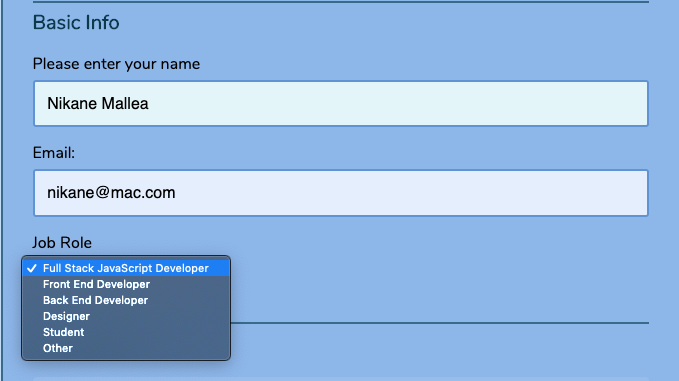 Basic Info
Please enter your name
Nikane Mallea
Email:
nikane@mac.com
Job Role
✓ Full Stack JavaScript Developer
Front End Developer
Back End Developer
Designer
Student
Other